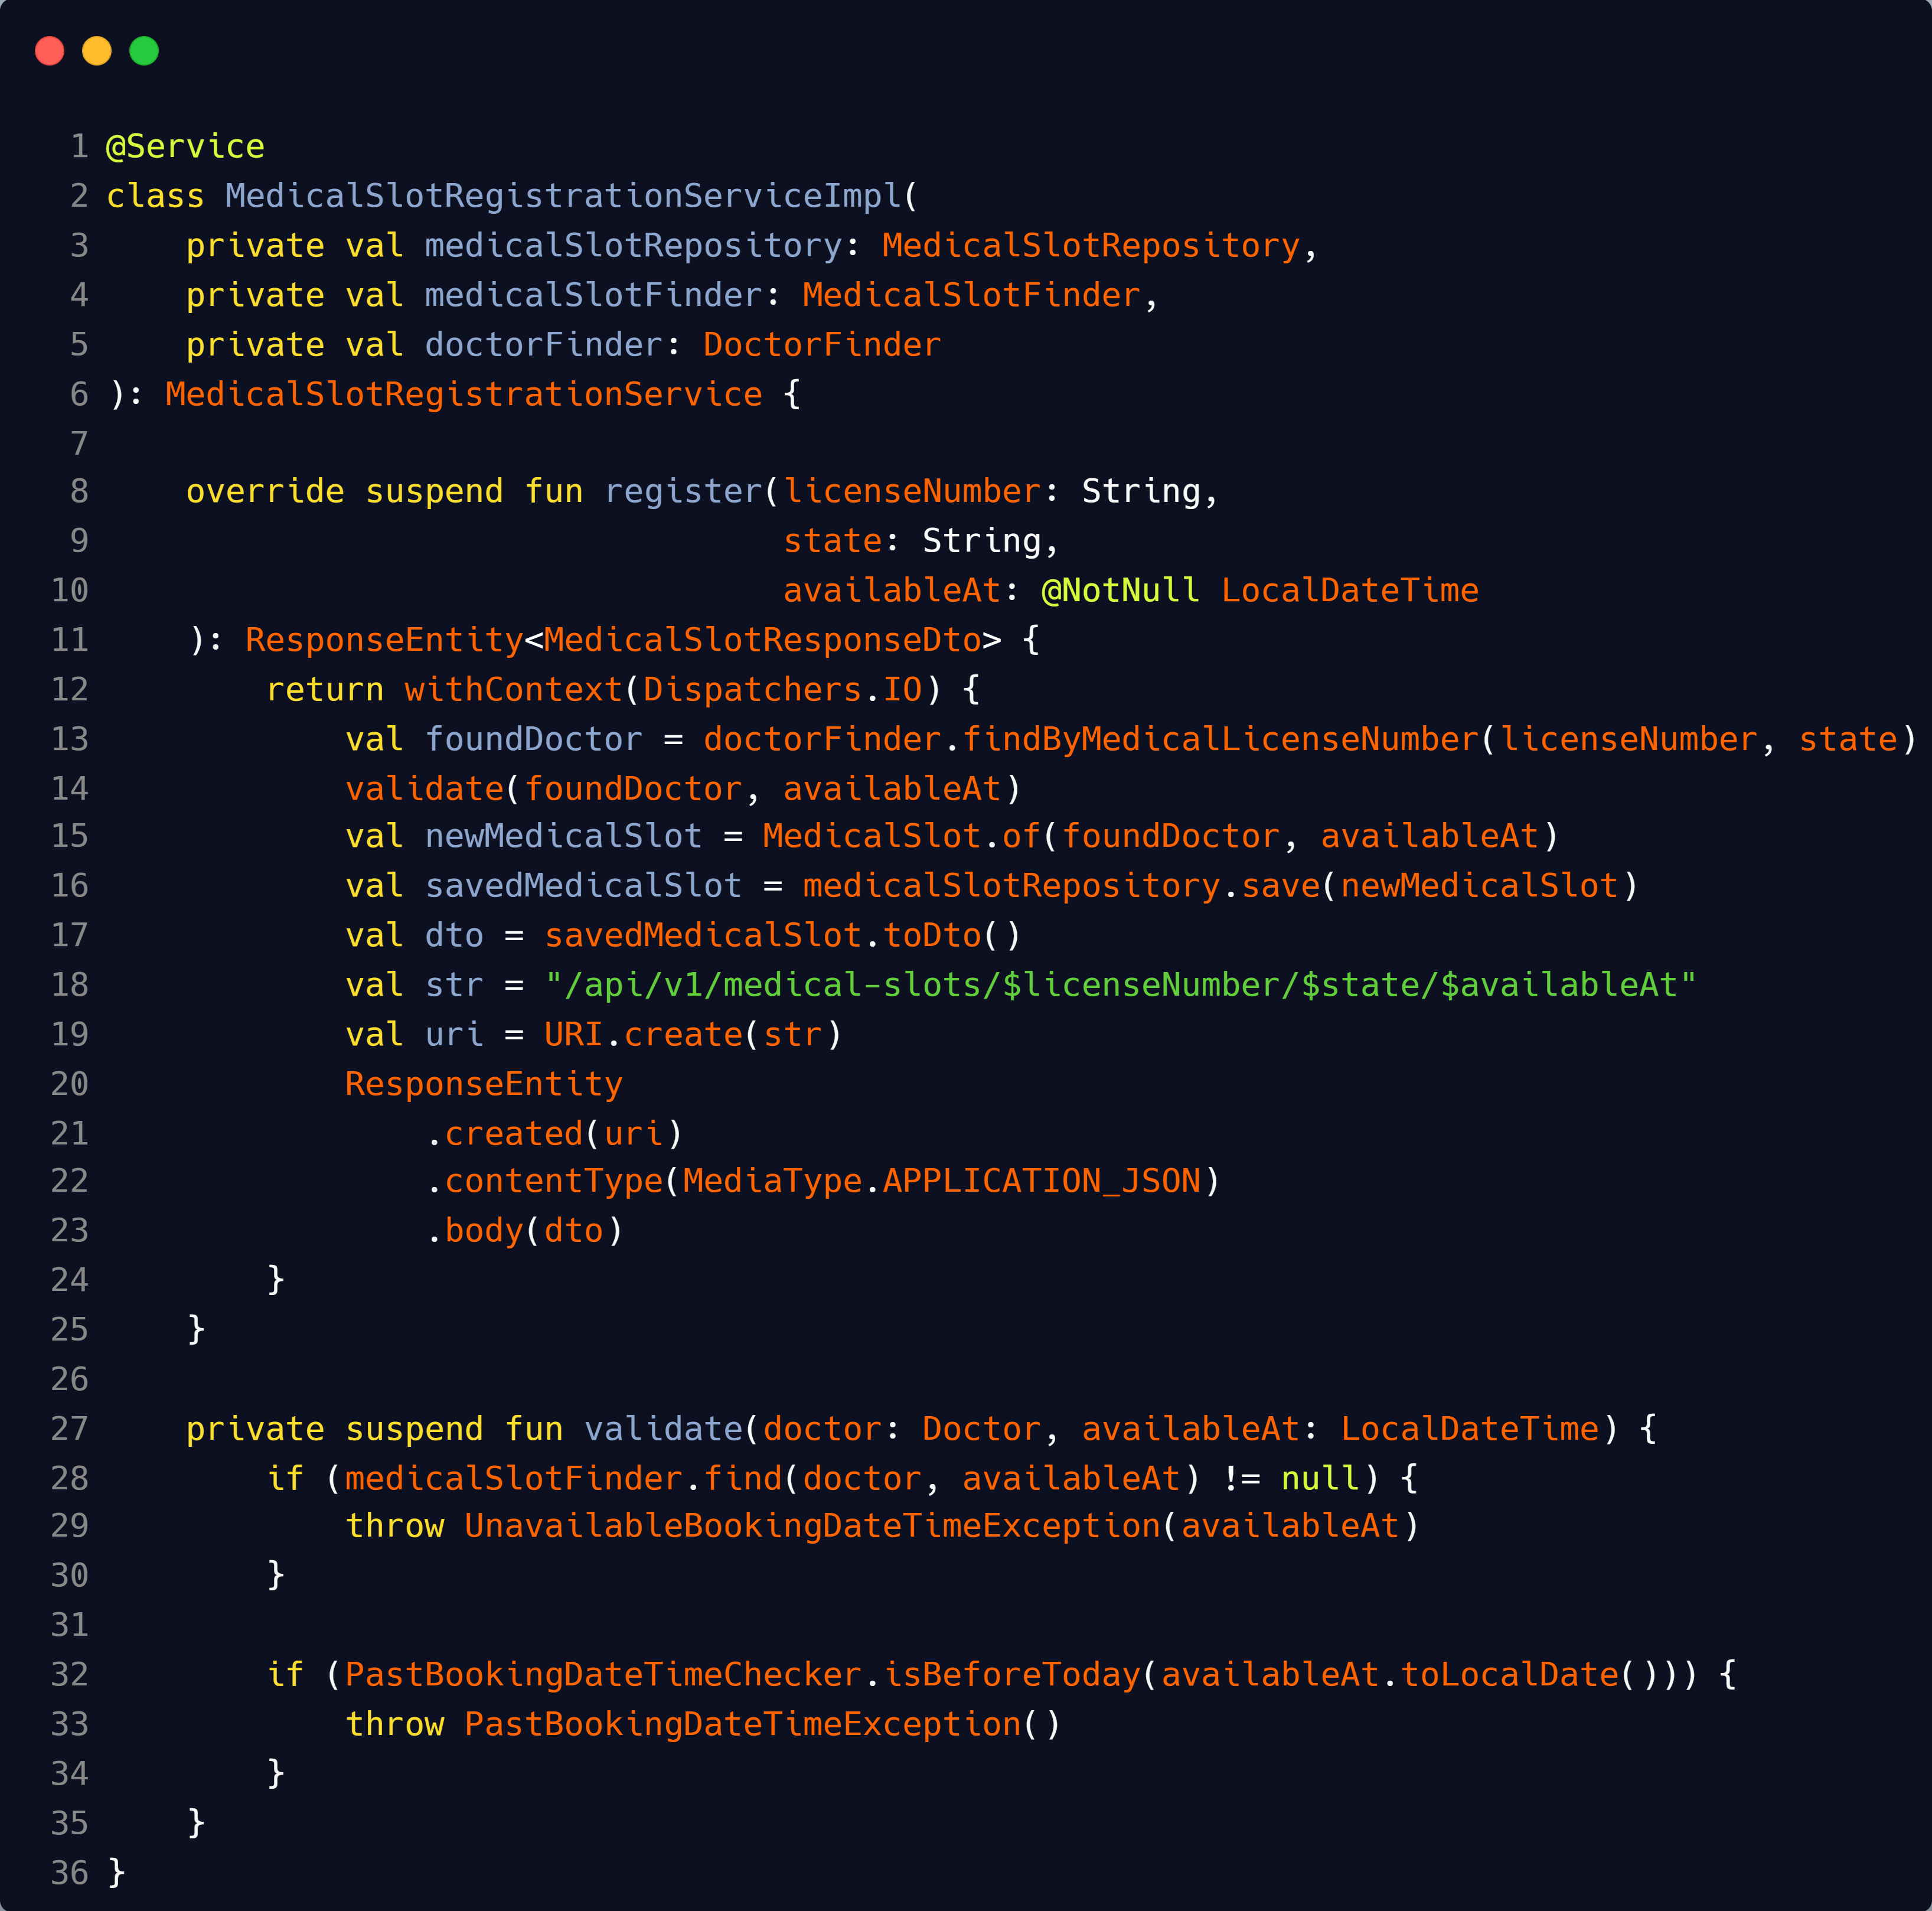 1 @Service
2 class MedicalSlotRegistrationServiceImpl(
3     private val medicalSlotRepository: MedicalSlotRepository,
4     private val medicalSlotFinder: MedicalSlotFinder,
5     private val doctorFinder: DoctorFinder
6 ): MedicalSlotRegistrationService {
7
8     override suspend fun register(licenseNumber: String,
9                                   state: String,
10                                   availableAt: @NotNull LocalDateTime
11     ): ResponseEntity<MedicalSlotResponseDto> {
12         return withContext(Dispatchers.IO) {
13             val foundDoctor = doctorFinder.findByMedicalLicenseNumber(licenseNumber, state)
14             validate(foundDoctor, availableAt)
15             val newMedicalSlot = MedicalSlot.of(foundDoctor, availableAt)
16             val savedMedicalSlot = medicalSlotRepository.save(newMedicalSlot)
17             val dto = savedMedicalSlot.toDto()
18             val str = "/api/v1/medical-slots/$licenseNumber/$state/$availableAt"
19             val uri = URI.create(str)
20             ResponseEntity
21                 .created(uri)
22                 .contentType(MediaType.APPLICATION_JSON)
23                 .body(dto)
24         }
25     }
26
27     private suspend fun validate(doctor: Doctor, availableAt: LocalDateTime) {
28         if (medicalSlotFinder.find(doctor, availableAt) != null) {
29             throw UnavailableBookingDateTimeException(availableAt)
30         }
31
32         if (PastBookingDateTimeChecker.isBeforeToday(availableAt.toLocalDate())) {
33             throw PastBookingDateTimeException()
34         }
35     }
36 }